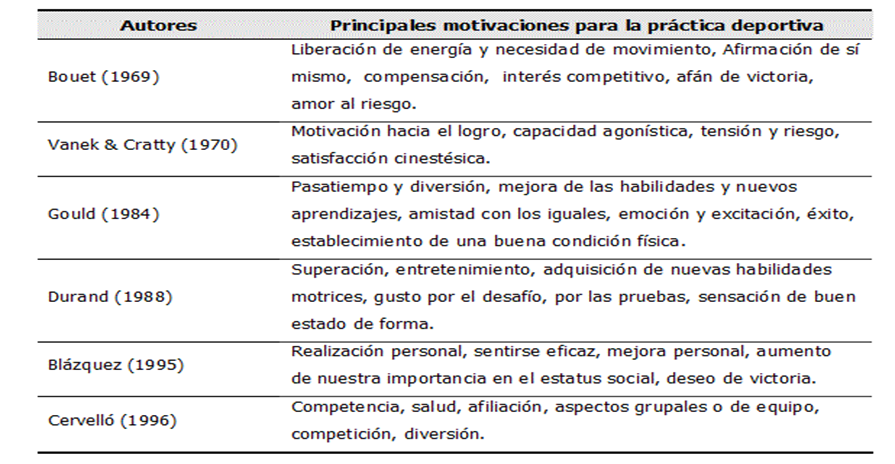 Autores Principales motivaciones para la práctica deportiva
Bouet (1969)
Liberación de energía y necesidad de movimiento, Afirmación de sí
mismo, compensación, interés competitivo, afán de victoria,
amor al riesgo.
Vanek & Cratty (1970)
Motivación hacia el logro, capacidad agonística, tensión y riesgo,
satisfacción cinestésica.
Gould (1984)
Pasatiempo y diversión, mejora de las habilidades y nuevos
aprendizajes, amistad con los iguales, emoción y excitación, éxito,
establecimiento de una buena condición física.
Durand (1988)
Superación, entretenimiento, adquisición de nuevas habilidades
motrices, gusto por el desafío, por las pruebas, sensación de buen
estado de forma.
Blázquez (1995)
Realización personal, sentirse eficaz, mejora personal, aumento
de nuestra importancia en el estatus social, deseo de victoria.
Cervelló (1996)
Competencia, salud, afiliación, aspectos grupales o de equipo,
competición, diversión.